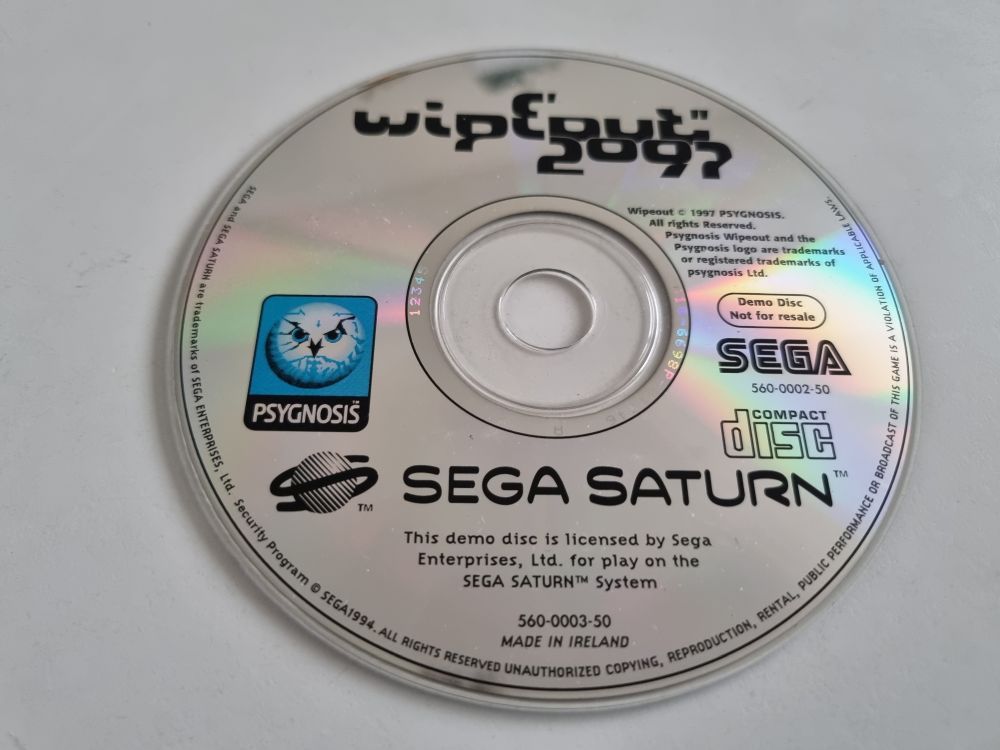 wipEout"
2097
Wipeout © 1997 PSYGNOSIS.
All rights Reserved.
Psygnosis Wipeout and the
Psygnosis logo are trademarks
or registered trademarks of
psygnosis Ltd.
Demo Disc
Not for resale
SEGA
560-0002-50
COMPACT
disc
PSYGNOSIS™
12345
SEGA SATURN™
TM
This demo disc is licensed by Sega
Enterprises, Ltd. for play on the
SEGA SATURN™ System
560-0003-50
MADE IN IRELAND
SEGA and SEGA SATURN are trademarks of SEGA ENTERPRISES, Ltd. Security Program © SEGA1994. ALL RIGHTS RESERVED UNAUTHORIZED COPYING, REPRODUCTION, RENTAL, PUBLIC PERFORMANCE OR BROADCAST OF THIS GAME IS A VIOLATION OF APPLICABLE LAWS.